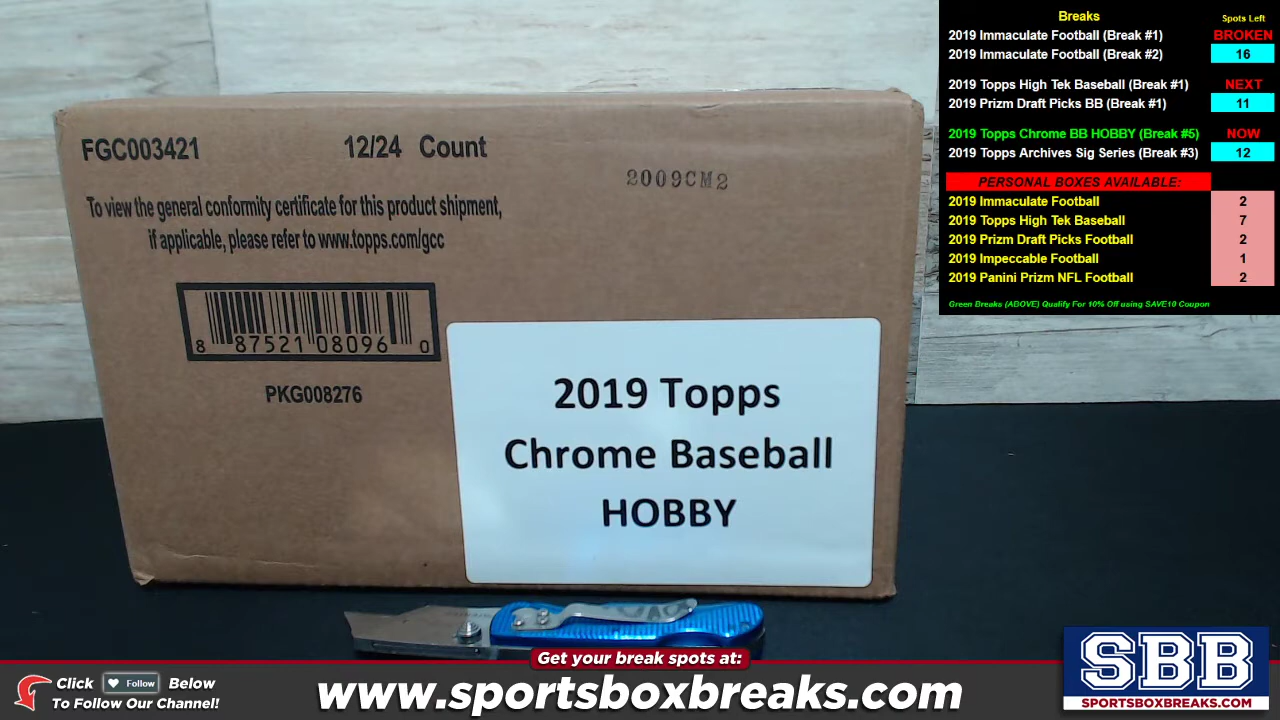 FGC003421
12/24 Count
2009CM2
To view the general conformity certificate for this product shipment,
if applicable, please refer to www.topps.com/gcc
8 87521 08096 0
PKG008276
2019 Topps
Chrome Baseball
HOBBY
Breaks Spots Left
2019 Immaculate Football (Break #1) BROKEN
2019 Immaculate Football (Break #2) 16
2019 Topps High Tek Baseball (Break #1) NEXT
2019 Prizm Draft Picks BB (Break #1) 11
2019 Topps Chrome BB HOBBY (Break #5) NOW
2019 Topps Archives Sig Series (Break #3) 12
PERSONAL BOXES AVAILABLE:
2019 Immaculate Football 2
2019 Topps High Tek Baseball 7
2019 Prizm Draft Picks Football 2
2019 Impeccable Football 1
2019 Panini Prizm NFL Football 2
Green Breaks (ABOVE) Qualify For 10% Off using SAVE10 Coupon
Get your break spots at:
Click Follow Below
To Follow Our Channel!
www.sportsboxbreaks.com
SBB
SPORTSBOXBREAKS.COM